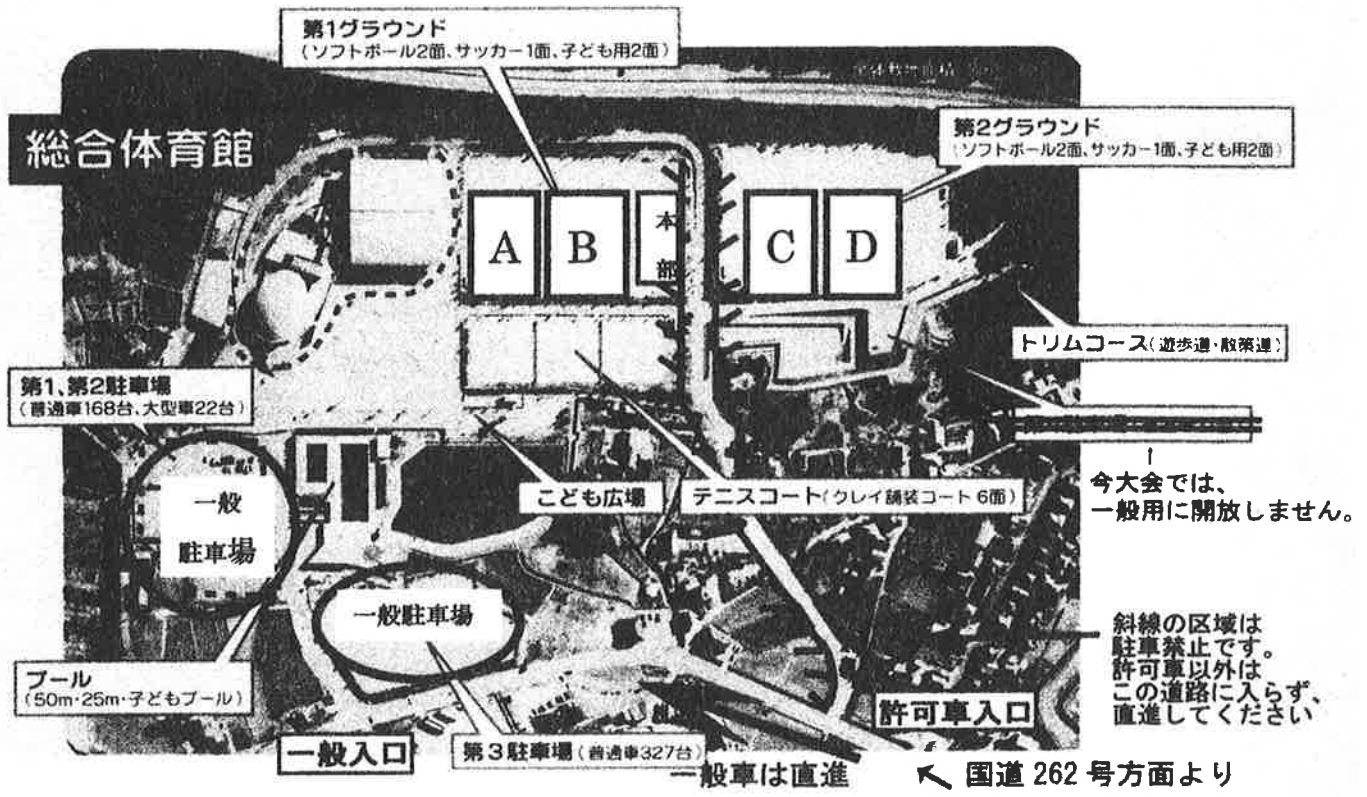 第1グラウンド
(ソフトボール2面、サッカー1面、子ども用2面)
総合体育館
第2グラウンド
(ソフトボール2面、サッカー1面、子ども用2面)
A
B
本
部
C
D
トリムコース(遊歩道・散策道)
第1、第2駐車場
(普通車168台、大型車22台)
こども広場
テニスコート(クレイ舗装コート 6面)
今大会では、
一般用に開放しません。
一般
駐車場
一般駐車場
斜線の区域は
駐車禁止です。
許可車以外は
この道路に入らず、
直進してください
プール
(50m・25m・子どもプール)
許可車入口
一般入口
第3駐車場(普通車327台)
一般車は直進
国道 262 号方面より